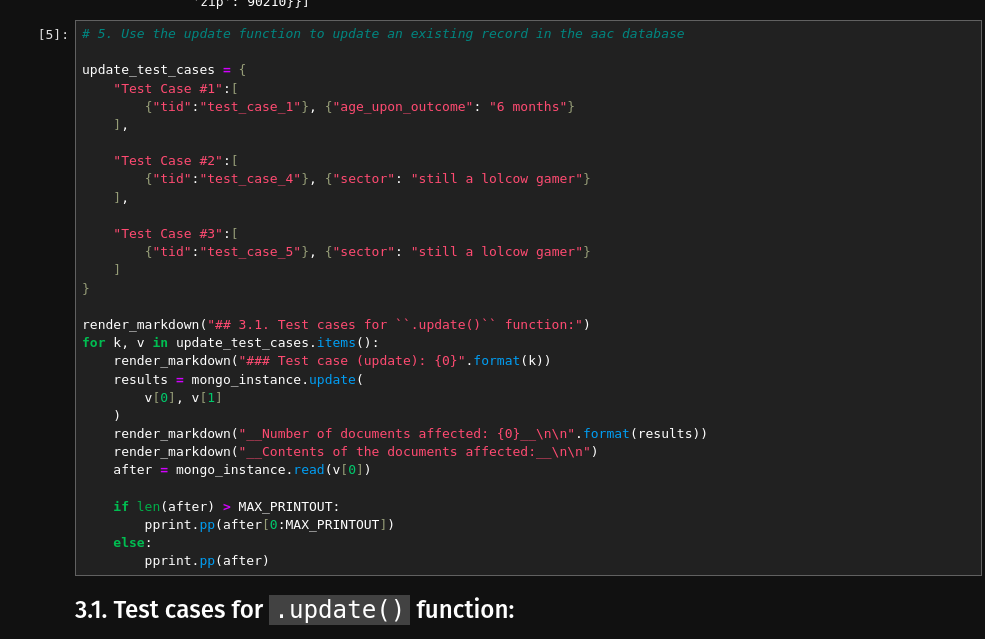 'zip': 90210}}]
[5]: # 5. Use the update function to update an existing record in the aac database

update_test_cases = {
    "Test Case #1":[
        {"tid":"test_case_1"}, {"age_upon_outcome": "6 months"}
    ],

    "Test Case #2":[
        {"tid":"test_case_4"}, {"sector": "still a lolcow gamer"}
    ],

    "Test Case #3":[
        {"tid":"test_case_5"}, {"sector": "still a lolcow gamer"}
    ]
}

render_markdown("## 3.1. Test cases for ``.update()`` function:")
for k, v in update_test_cases.items():
    render_markdown("### Test case (update): {0}".format(k))
    results = mongo_instance.update(
        v[0], v[1]
    )
    render_markdown("__Number of documents affected: {0}__\n\n".format(results))
    render_markdown("__Contents of the documents affected:__\n\n")
    after = mongo_instance.read(v[0])

    if len(after) > MAX_PRINTOUT:
        pprint.pp(after[0:MAX_PRINTOUT])
    else:
        pprint.pp(after)

3.1. Test cases for .update() function: